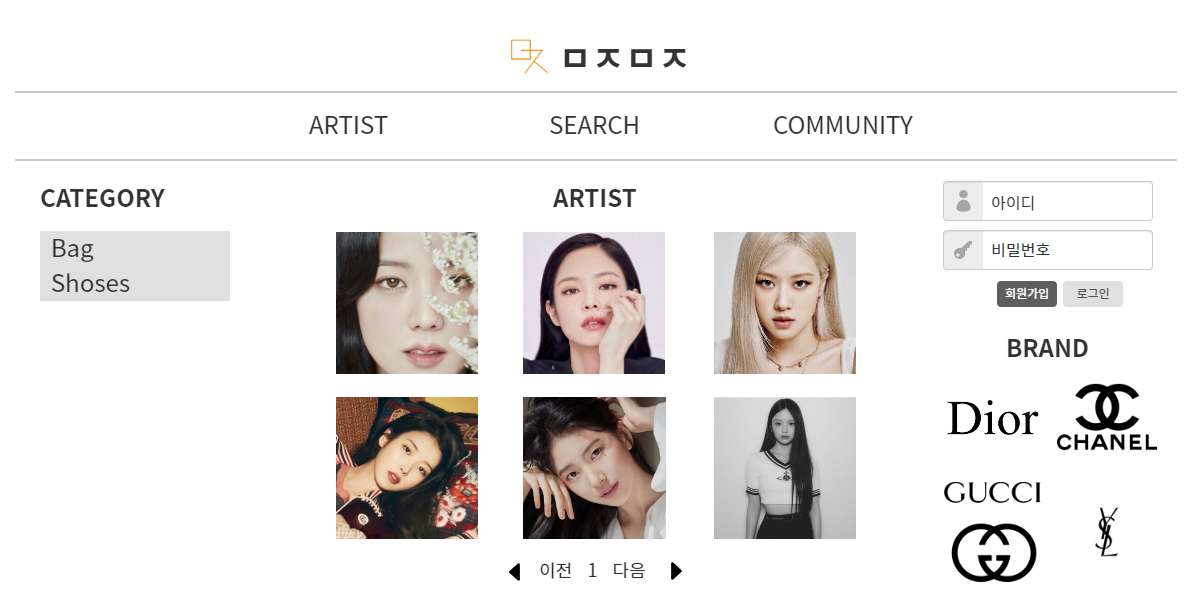 ㅁㅈㅁㅈ
ARTIST SEARCH COMMUNITY
CATEGORY
Bag
Shoses
ARTIST
이전 1 다음
아이디
비밀번호
회원가입 로그인
BRAND
Dior
CHANEL
GUCCI
YSL